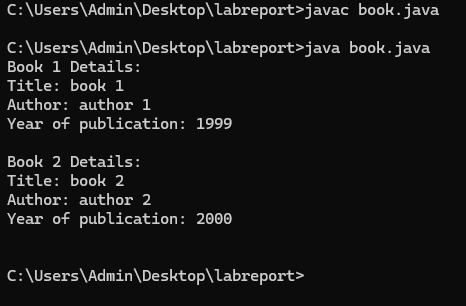 C:\Users\Admin\Desktop\labreport>javac book.java
C:\Users\Admin\Desktop\labreport>java book.java
Book 1 Details:
Title: book 1
Author: author 1
Year of publication: 1999
Book 2 Details:
Title: book 2
Author: author 2
Year of publication: 2000
C:\Users\Admin\Desktop\labreport>